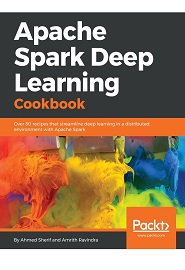 Apache
Spark Deep
Learning
Cookbook
Over 80 recipes that streamline deep learning in a distributed
environment with Apache Spark
Packt>
By Ahmed Sherif and Amrith Ravindra